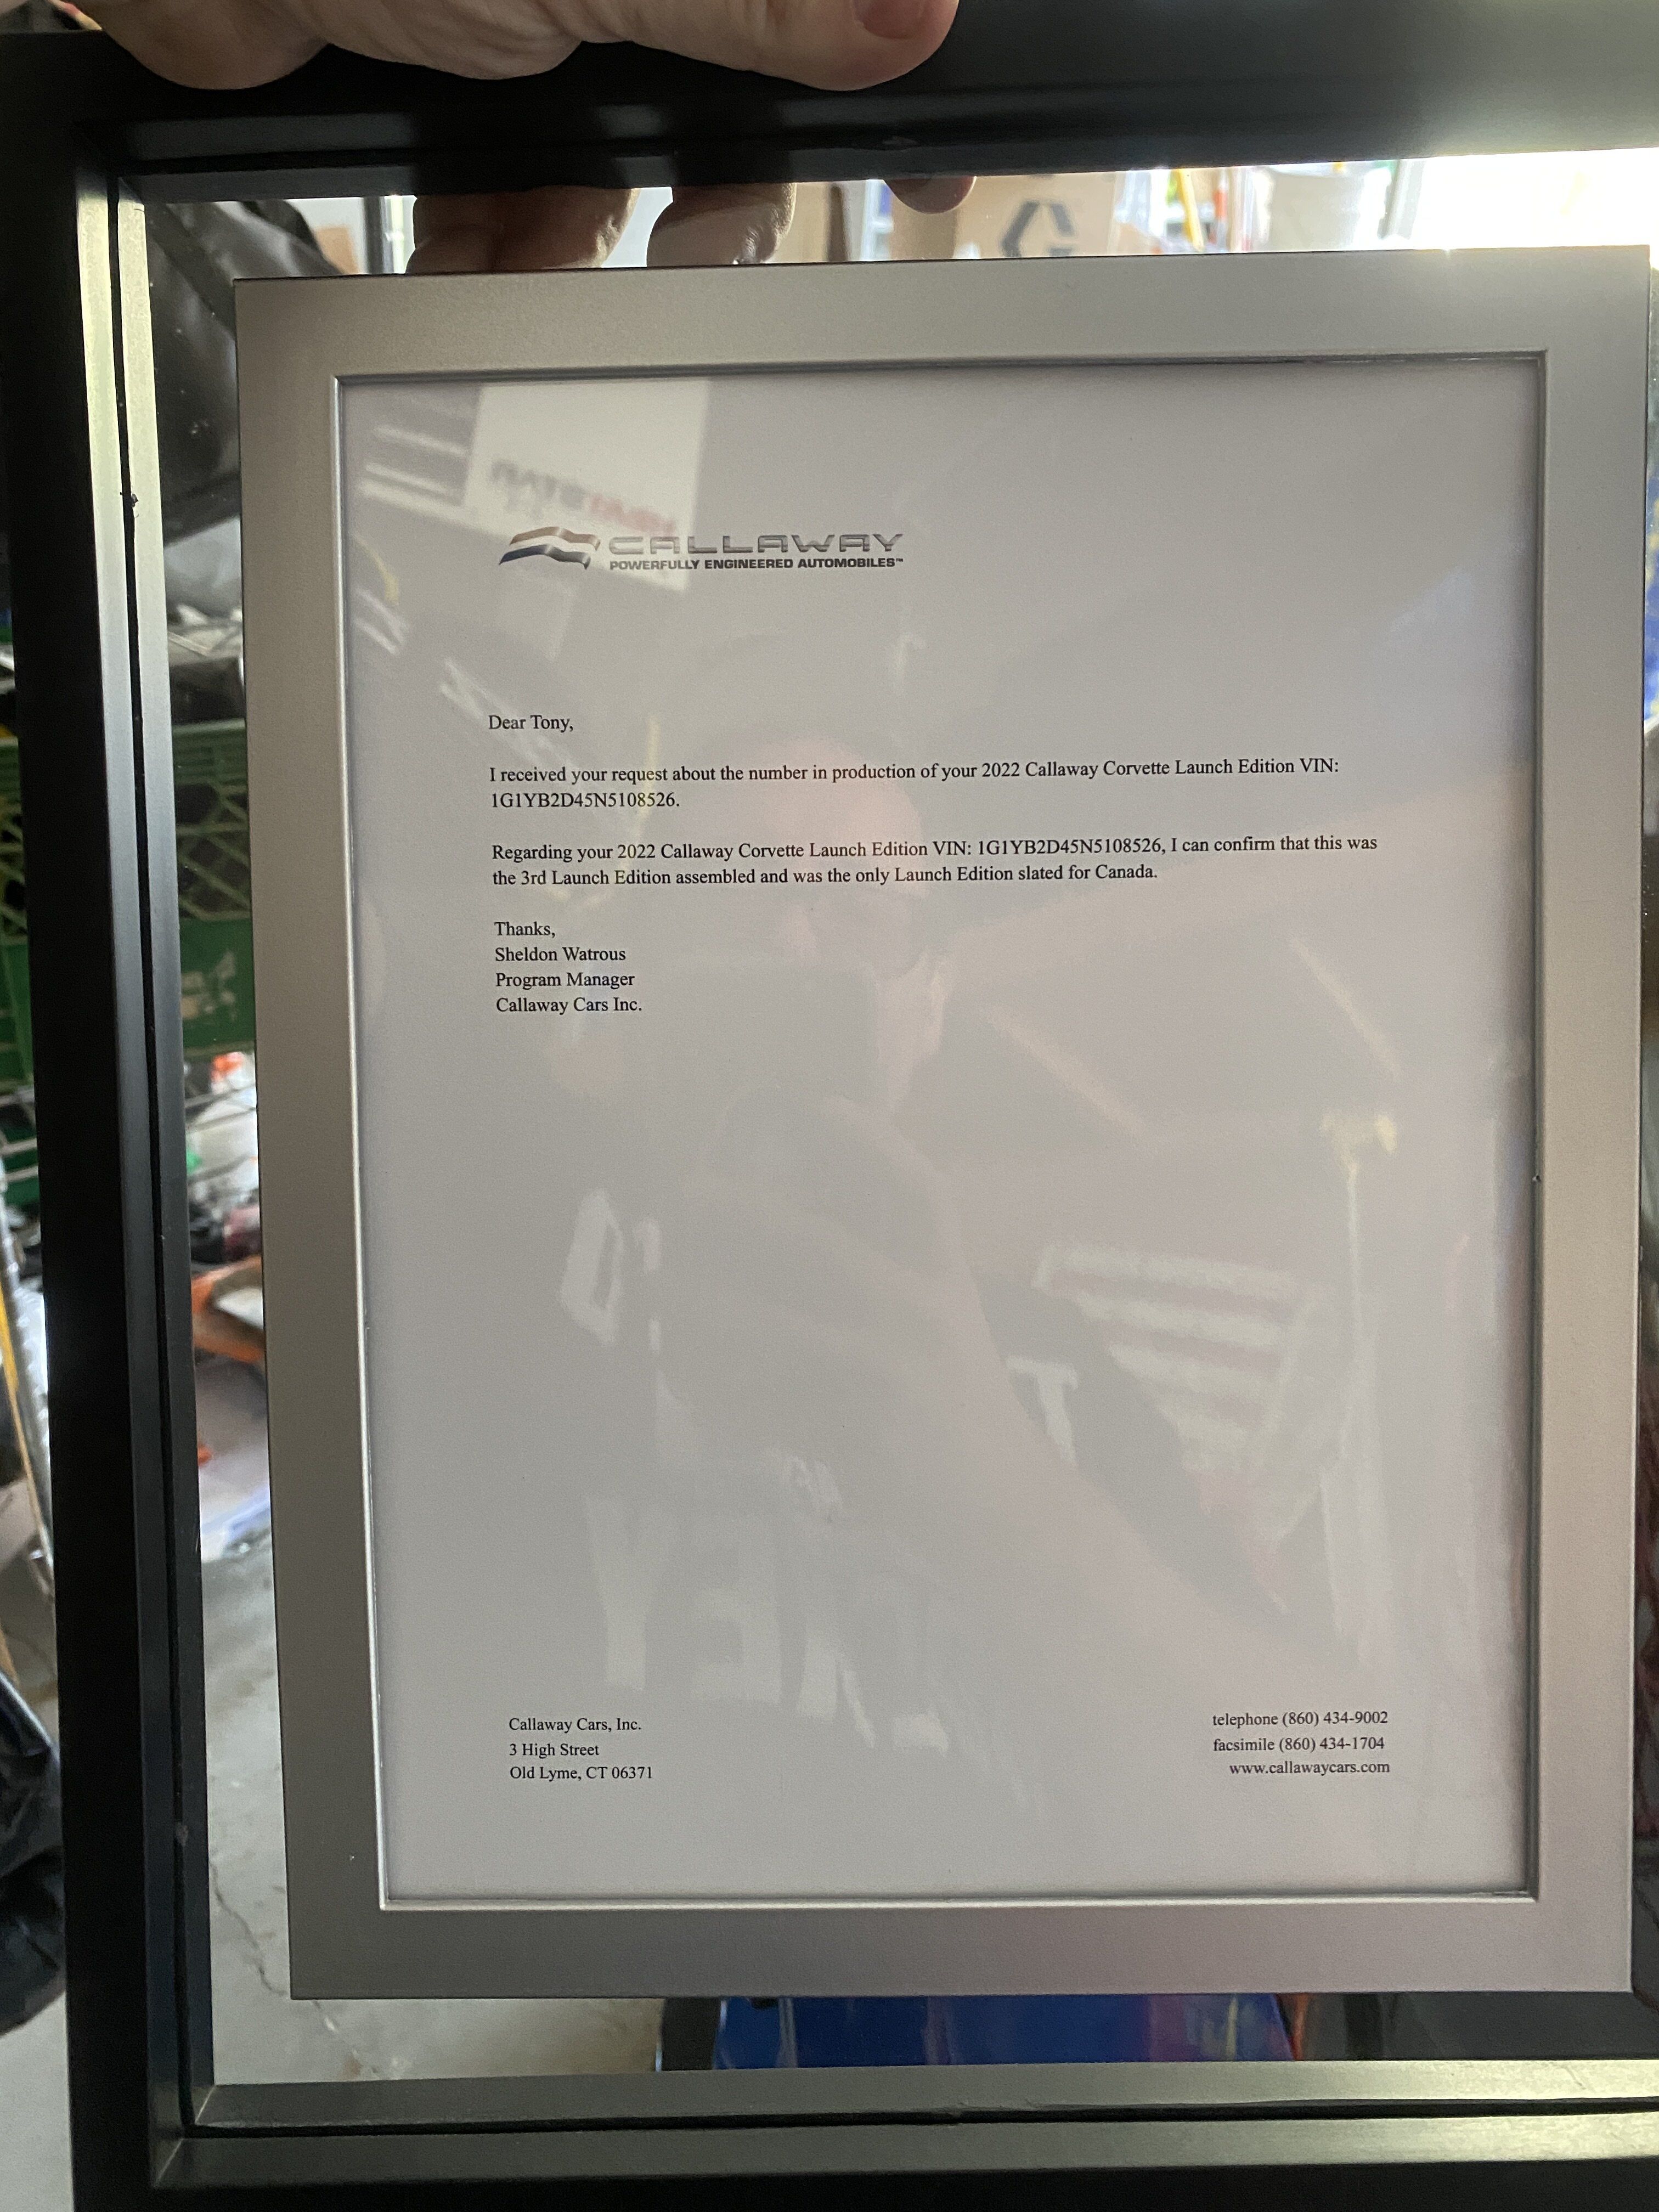 CALLAWAY
POWERFULLY ENGINEERED AUTOMOBILES™
Dear Tony,
I received your request about the number in production of your 2022 Callaway Corvette Launch Edition VIN:
1G1YB2D45N5108526.
Regarding your 2022 Callaway Corvette Launch Edition VIN: 1G1YB2D45N5108526, I can confirm that this was
the 3rd Launch Edition assembled and was the only Launch Edition slated for Canada.
Thanks,
Sheldon Watrous
Program Manager
Callaway Cars Inc.
Callaway Cars, Inc.
3 High Street
Old Lyme, CT 06371
telephone (860) 434-9002
facsimile (860) 434-1704
www.callawaycars.com